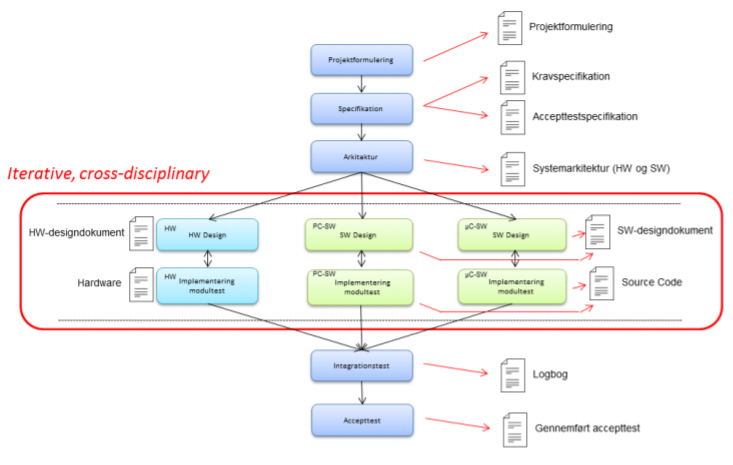 Projektformulering
Projektformulering
Kravspecifikation
Specifikation
Accepttestspecifikation
Arkitektur
Systemarkitektur (HW og SW)
Iterative, cross-disciplinary
HW-designdokument
HW
HW Design
PC-SW
SW Design
µC-SW
SW Design
SW-designdokument
Hardware
HW
Implementering
modultest
PC-SW
Implementering
modultest
µC-SW
Implementering
modultest
Source Code
Integrationstest
Logbog
Accepttest
Gennemført accepttest